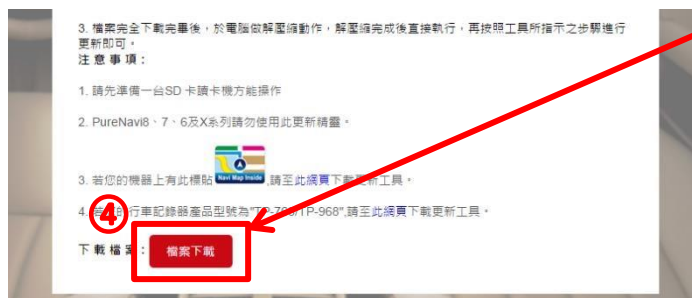 3. 檔案完全下載完畢後，於電腦做解壓縮動作，解壓縮完成後直接執行，再按照工具所指示之步驟進行
更新即可。
注意事項：
1. 請先準備一台SD卡讀卡機方能操作
2. PureNavi8、7、6及X系列請勿使用此更新精靈。
Navi Map Inside
3. 若您的機器上有此標貼 ,請至此網頁下載更新工具。
4. 若 的行車記錄器產品型號為"TP-768/TP-968",請至此網頁下載更新工具。
④
下載檔案： 檔案下載